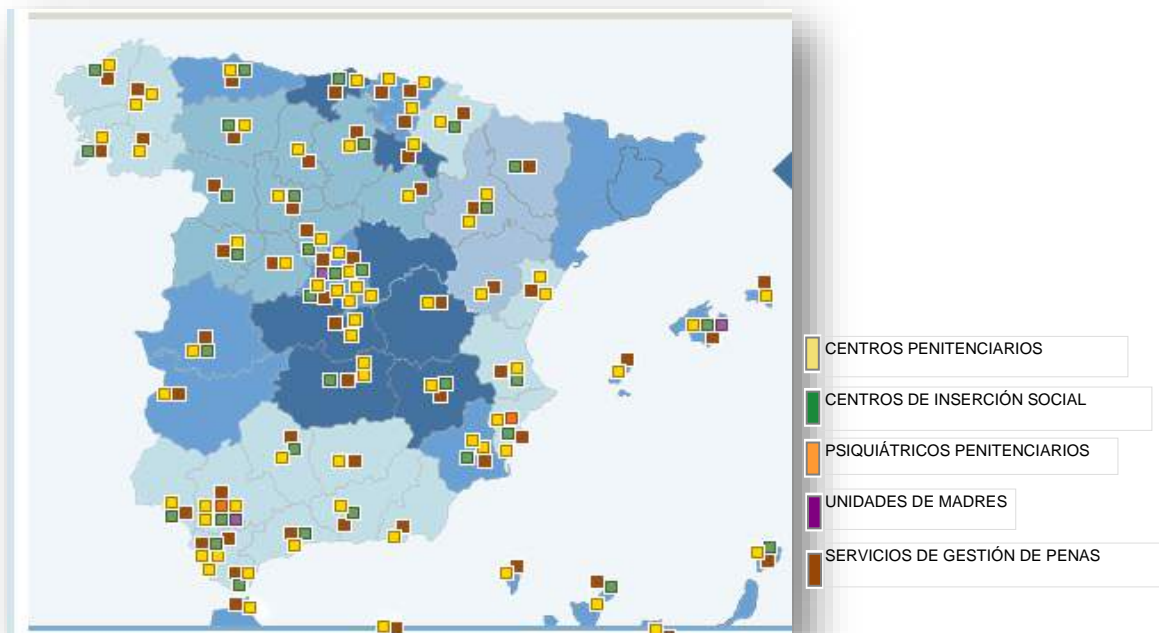 CENTROS PENITENCIARIOS
CENTROS DE INSERCIÓN SOCIAL
PSIQUIÁTRICOS PENITENCIARIOS
UNIDADES DE MADRES
SERVICIOS DE GESTIÓN DE PENAS